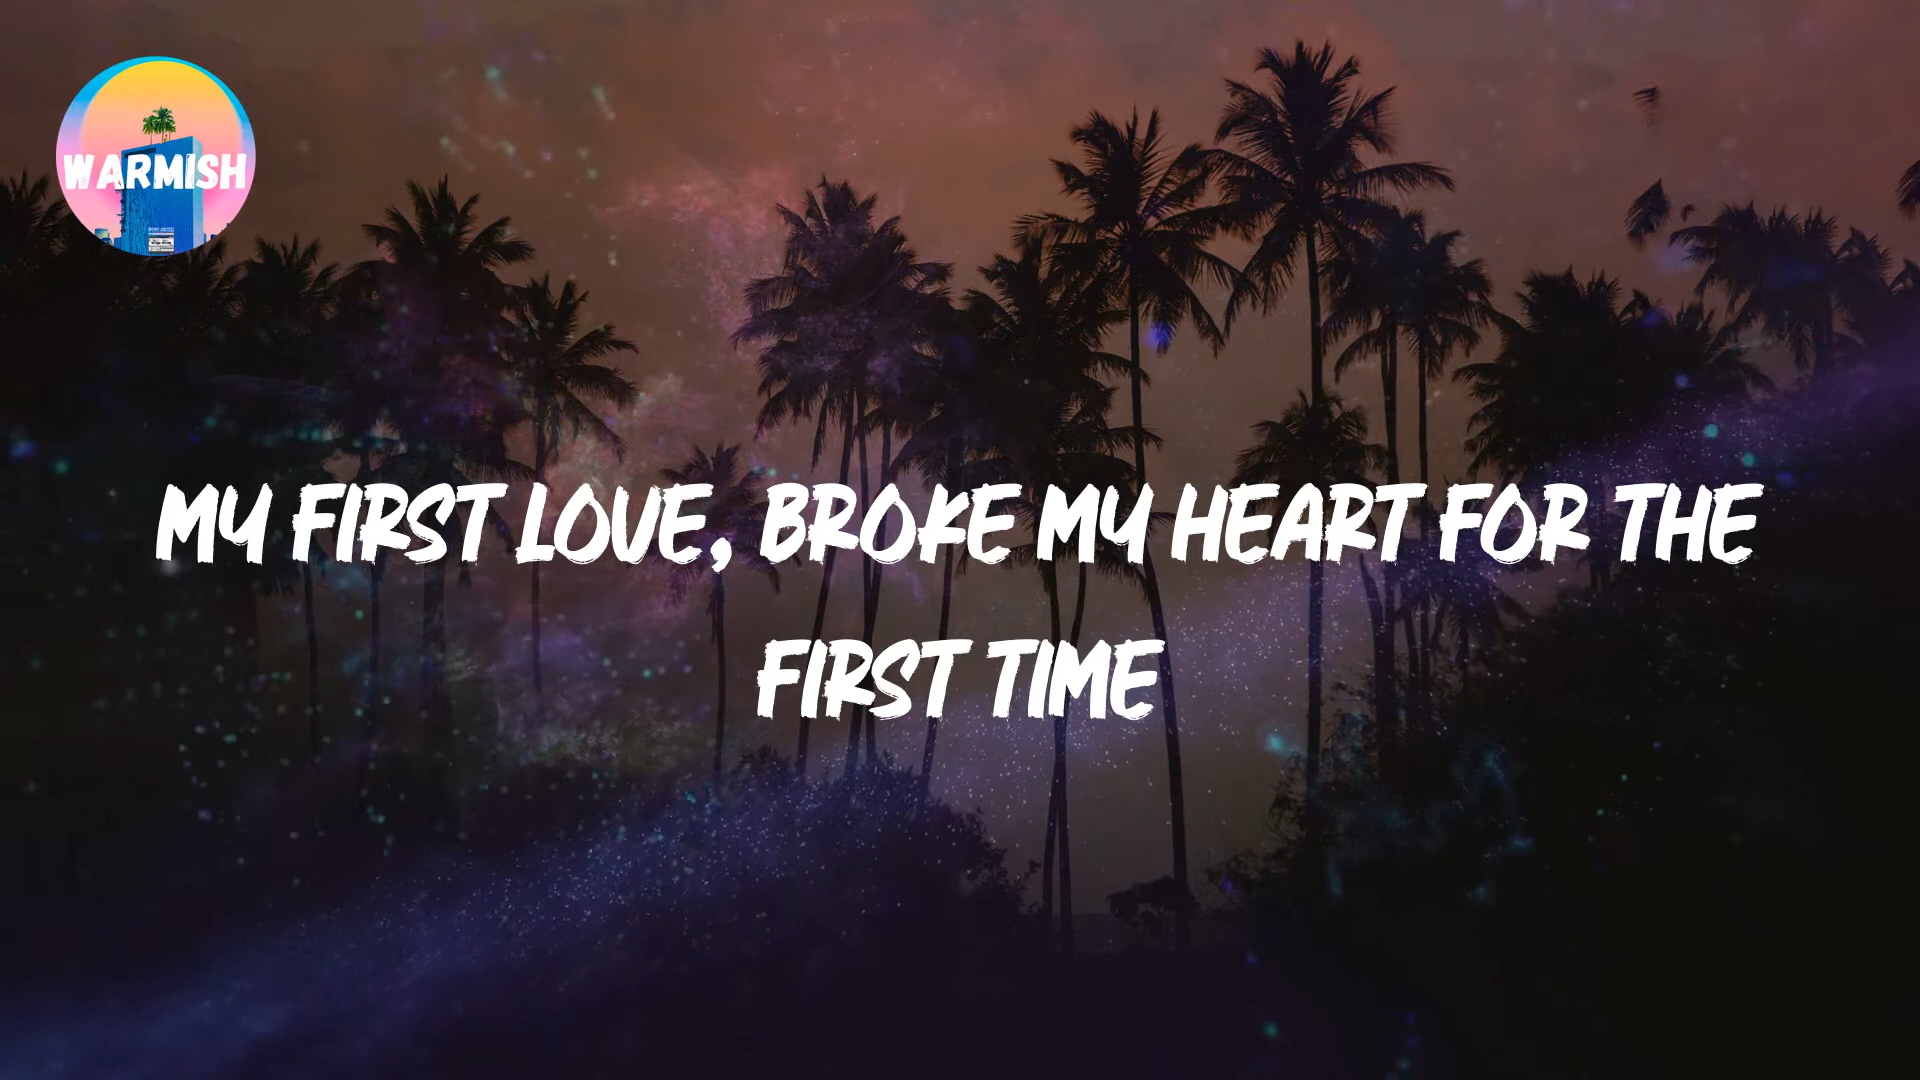 WARMISH
MY FIRST LOVE, BROKE MY HEART FOR THE
FIRST TIME